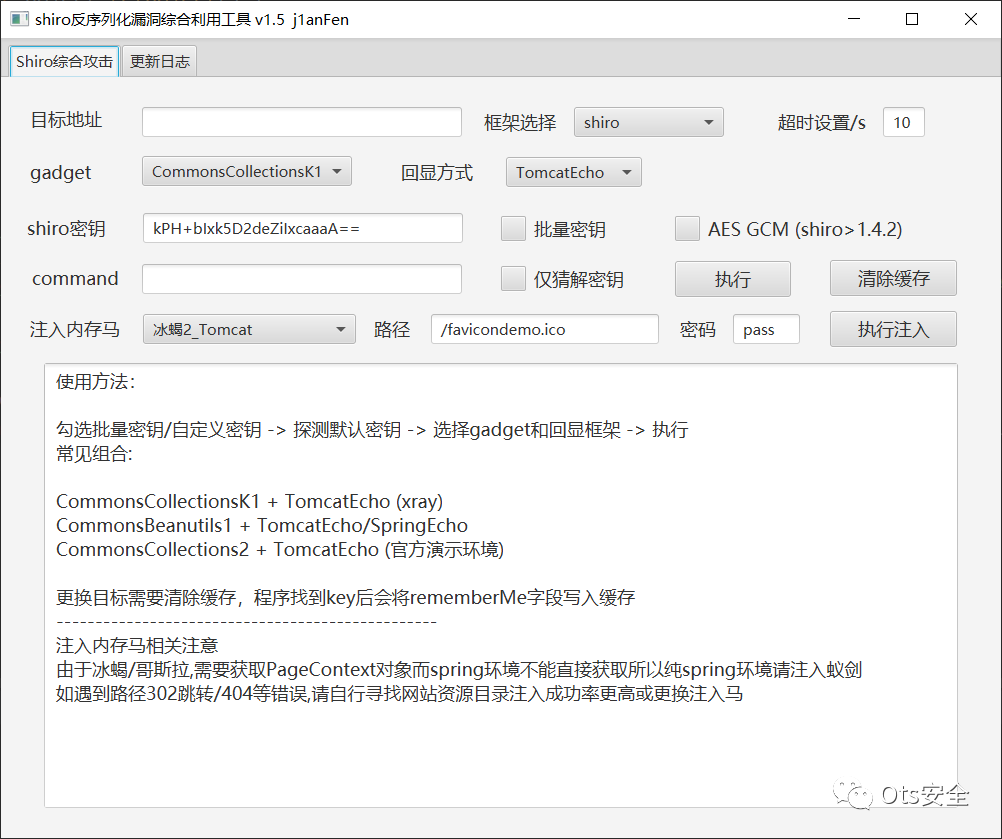 shiro反序列化漏洞综合利用工具 v1.5 j1anFen
Shiro综合攻击 更新日志
目标地址 框架选择 shiro 超时设置/s 10
gadget CommonsCollectionsK1 回显方式 TomcatEcho
shiro密钥 kPH+bIxk5D2deZiIxcaaaA== 批量密钥 AES GCM (shiro>1.4.2)
command 仅猜解密钥 执行 清除缓存
注入内存马 冰蝎2_Tomcat 路径 /favicondemo.ico 密码 pass 执行注入
使用方法:
勾选批量密钥/自定义密钥 -> 探测默认密钥 -> 选择gadget和回显框架 -> 执行
常见组合:
CommonsCollectionsK1 + TomcatEcho (xray)
CommonsBeanutils1 + TomcatEcho/SpringEcho
CommonsCollections2 + TomcatEcho (官方演示环境)
更换目标需要清除缓存，程序找到key后会将rememberMe字段写入缓存
-------------------------------------------------
注入内存马相关注意
由于冰蝎/哥斯拉,需要获取PageContext对象而spring环境不能直接获取所以纯spring环境请注入蚁剑
如遇到路径302跳转/404等错误,请自行寻找网站资源目录注入成功率更高或更换注入马
Ots安全